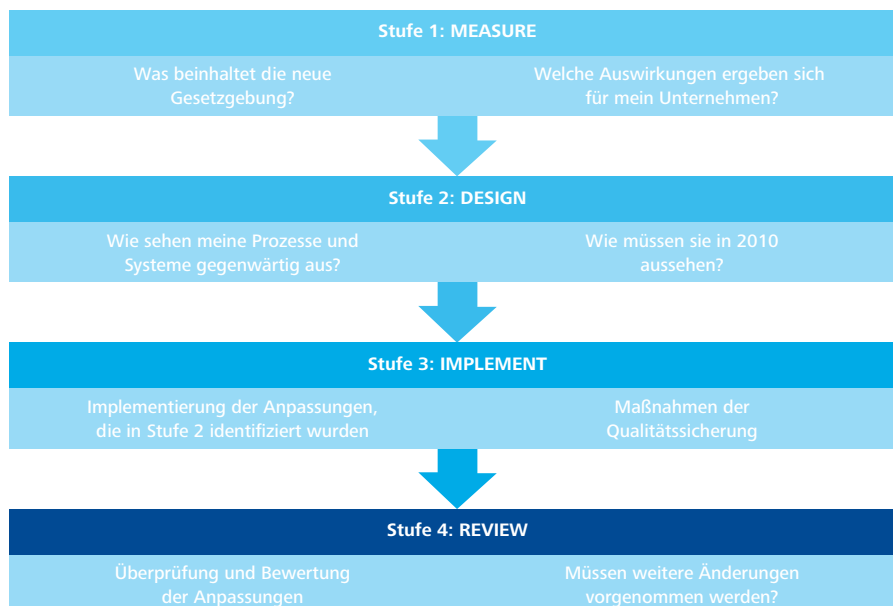 Stufe 1: MEASURE
Was beinhaltet die neue
Gesetzgebung?
Welche Auswirkungen ergeben sich
für mein Unternehmen?
Stufe 2: DESIGN
Wie sehen meine Prozesse und
Systeme gegenwärtig aus?
Wie müssen sie in 2010
aussehen?
Stufe 3: IMPLEMENT
Implementierung der Anpassungen,
die in Stufe 2 identifiziert wurden
Maßnahmen der
Qualitätssicherung
Stufe 4: REVIEW
Überprüfung und Bewertung
der Anpassungen
Müssen weitere Änderungen
vorgenommen werden?